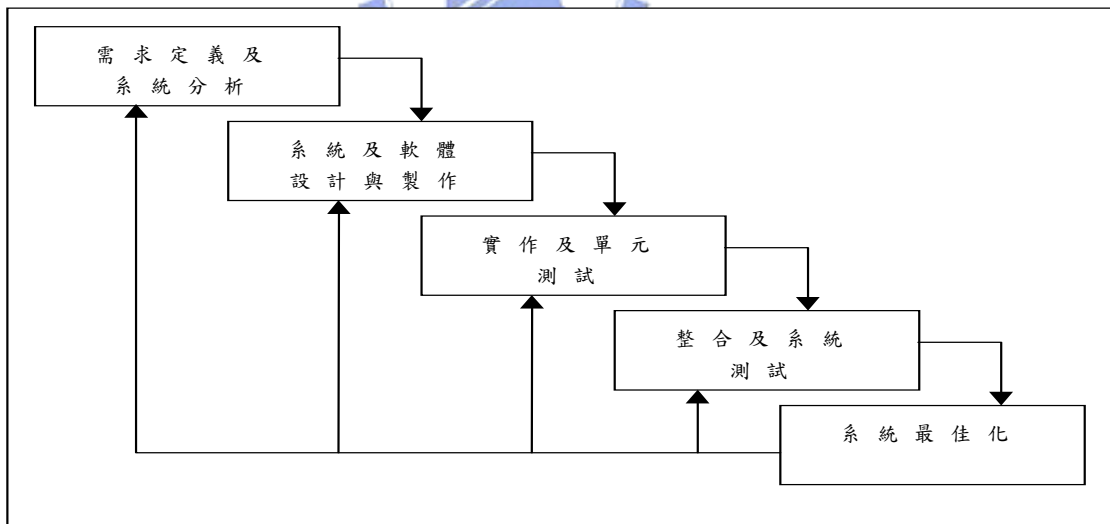 需求定義及
系統分析
系統及軟體
設計與製作
實作及單元
測試
整合及系統
測試
系統最佳化